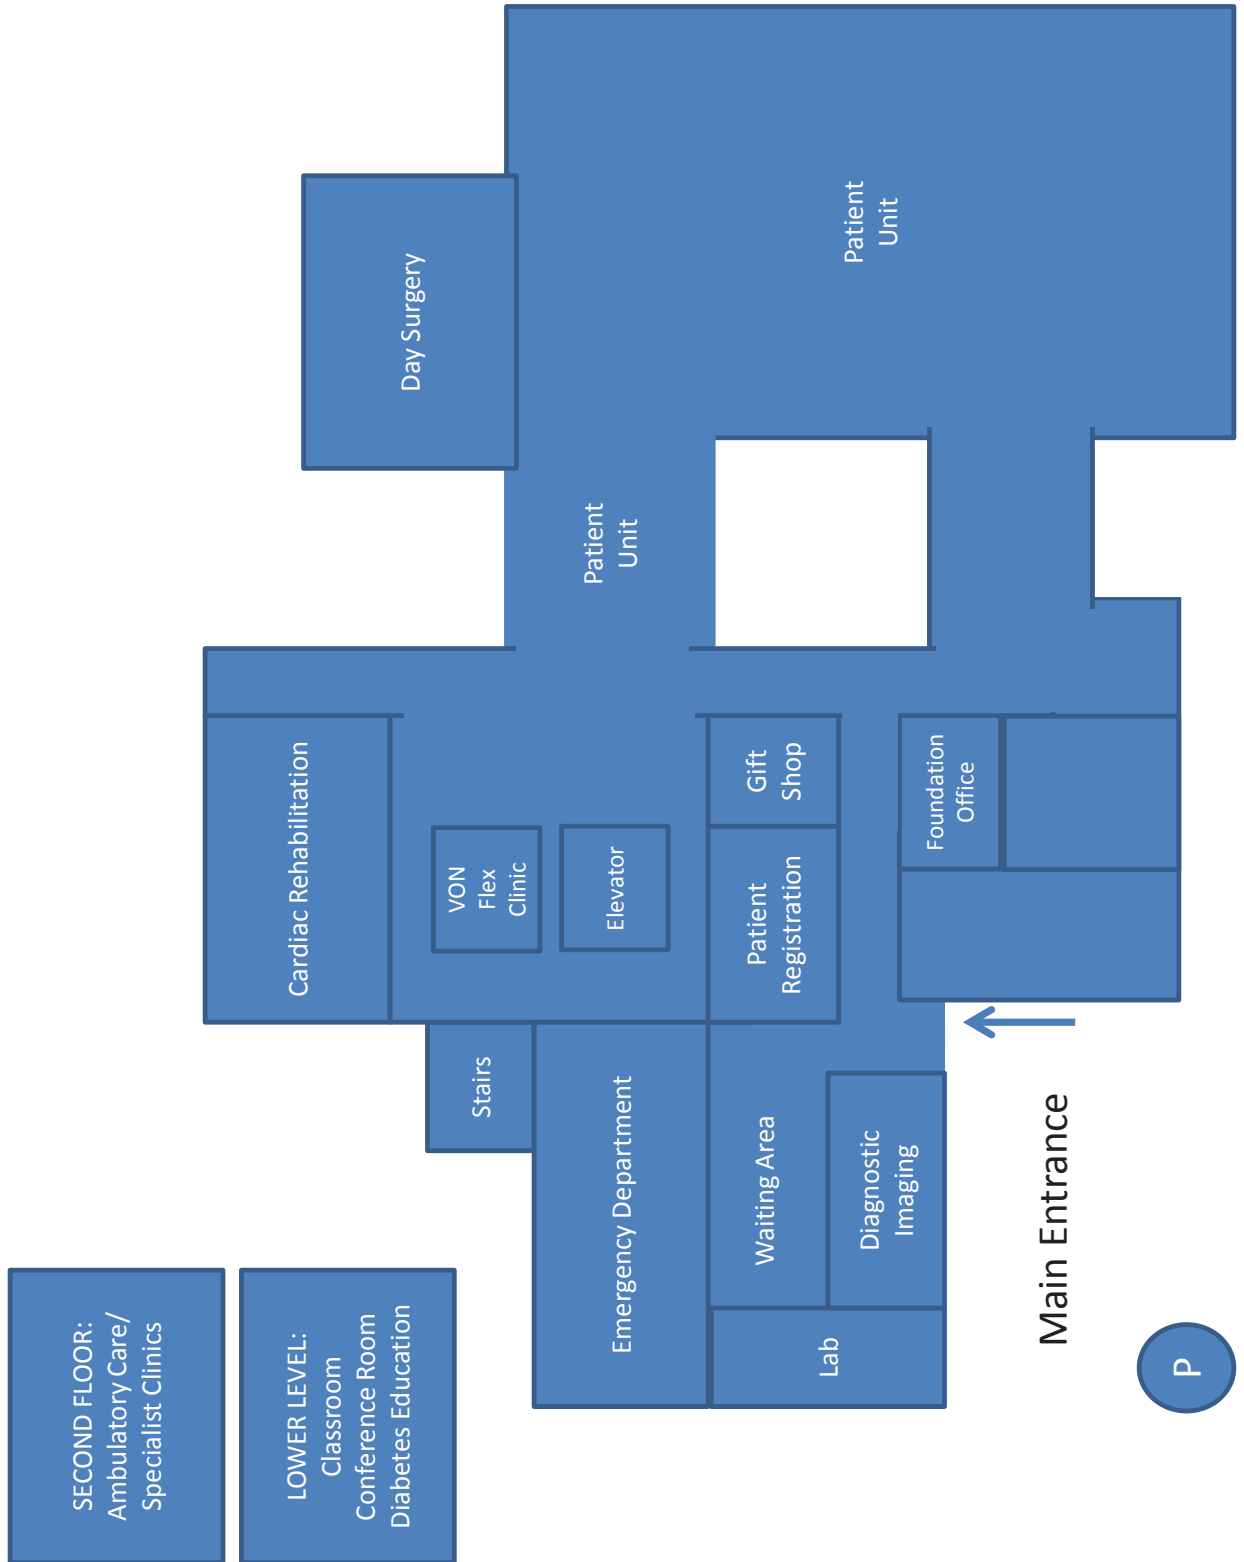 SECOND FLOOR:
Ambulatory Care/
Specialist Clinics
LOWER LEVEL:
Classroom
Conference Room
Diabetes Education
Cardiac Rehabilitation
Day Surgery
Stairs
VON
Flex
Clinic
Elevator
Patient
Unit
Emergency Department
Waiting Area
Patient
Registration
Gift
Shop
Patient
Unit
Lab
Diagnostic
Imaging
Foundation
Office
Main Entrance
P